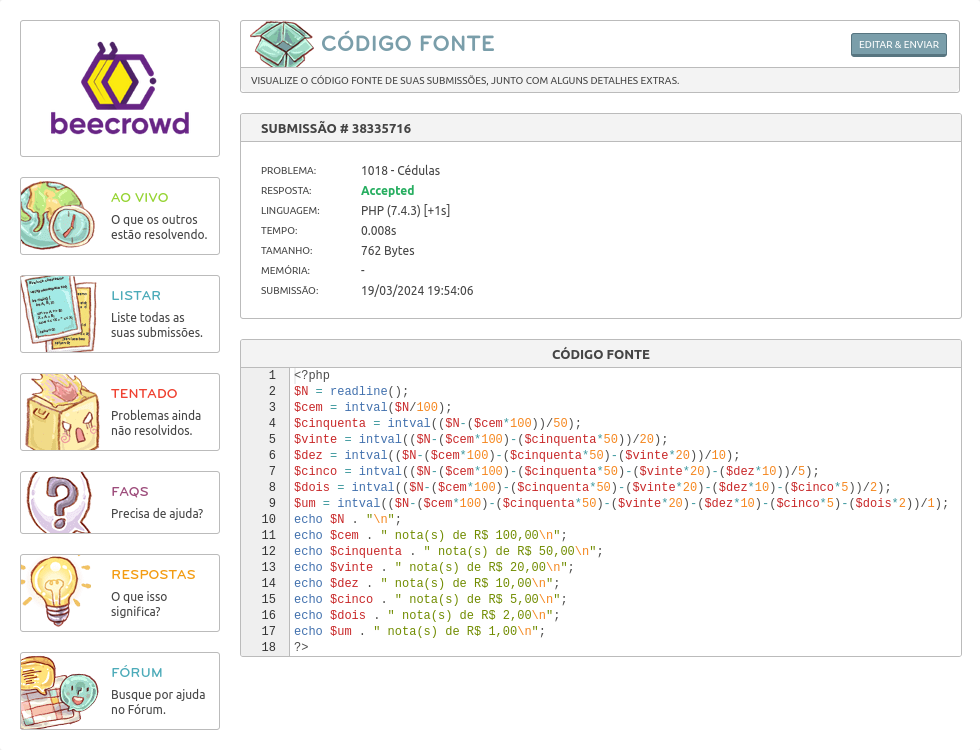 beecrowd
AO VIVO
O que os outros
estão resolvendo.
LISTAR
Liste todas as
suas submissões.
TENTADO
Problemas ainda
não resolvidos.
FAQS
Precisa de ajuda?
RESPOSTAS
O que isso
significa?
FÓRUM
Busque por ajuda
no Fórum.
CÓDIGO FONTE
EDITAR & ENVIAR
VISUALIZE O CÓDIGO FONTE DE SUAS SUBMISSÕES, JUNTO COM ALGUNS DETALHES EXTRAS.
SUBMISSÃO # 38335716
PROBLEMA: 1018 - Cédulas
RESPOSTA: Accepted
LINGUAGEM: PHP (7.4.3) [+1s]
TEMPO: 0.008s
TAMANHO: 762 Bytes
MEMÓRIA: -
SUBMISSÃO: 19/03/2024 19:54:06
CÓDIGO FONTE
1 <?php
2 $N = readline();
3 $cem = intval($N/100);
4 $cinquenta = intval(($N-($cem*100))/50);
5 $vinte = intval(($N-($cem*100)-($cinquenta*50))/20);
6 $dez = intval(($N-($cem*100)-($cinquenta*50)-($vinte*20))/10);
7 $cinco = intval(($N-($cem*100)-($cinquenta*50)-($vinte*20)-($dez*10))/5);
8 $dois = intval(($N-($cem*100)-($cinquenta*50)-($vinte*20)-($dez*10)-($cinco*5))/2);
9 $um = intval(($N-($cem*100)-($cinquenta*50)-($vinte*20)-($dez*10)-($cinco*5)-($dois*2))/1);
10 echo $N . "\n";
11 echo $cem . " nota(s) de R$ 100,00\n";
12 echo $cinquenta . " nota(s) de R$ 50,00\n";
13 echo $vinte . " nota(s) de R$ 20,00\n";
14 echo $dez . " nota(s) de R$ 10,00\n";
15 echo $cinco . " nota(s) de R$ 5,00\n";
16 echo $dois . " nota(s) de R$ 2,00\n";
17 echo $um . " nota(s) de R$ 1,00\n";
18 ?>